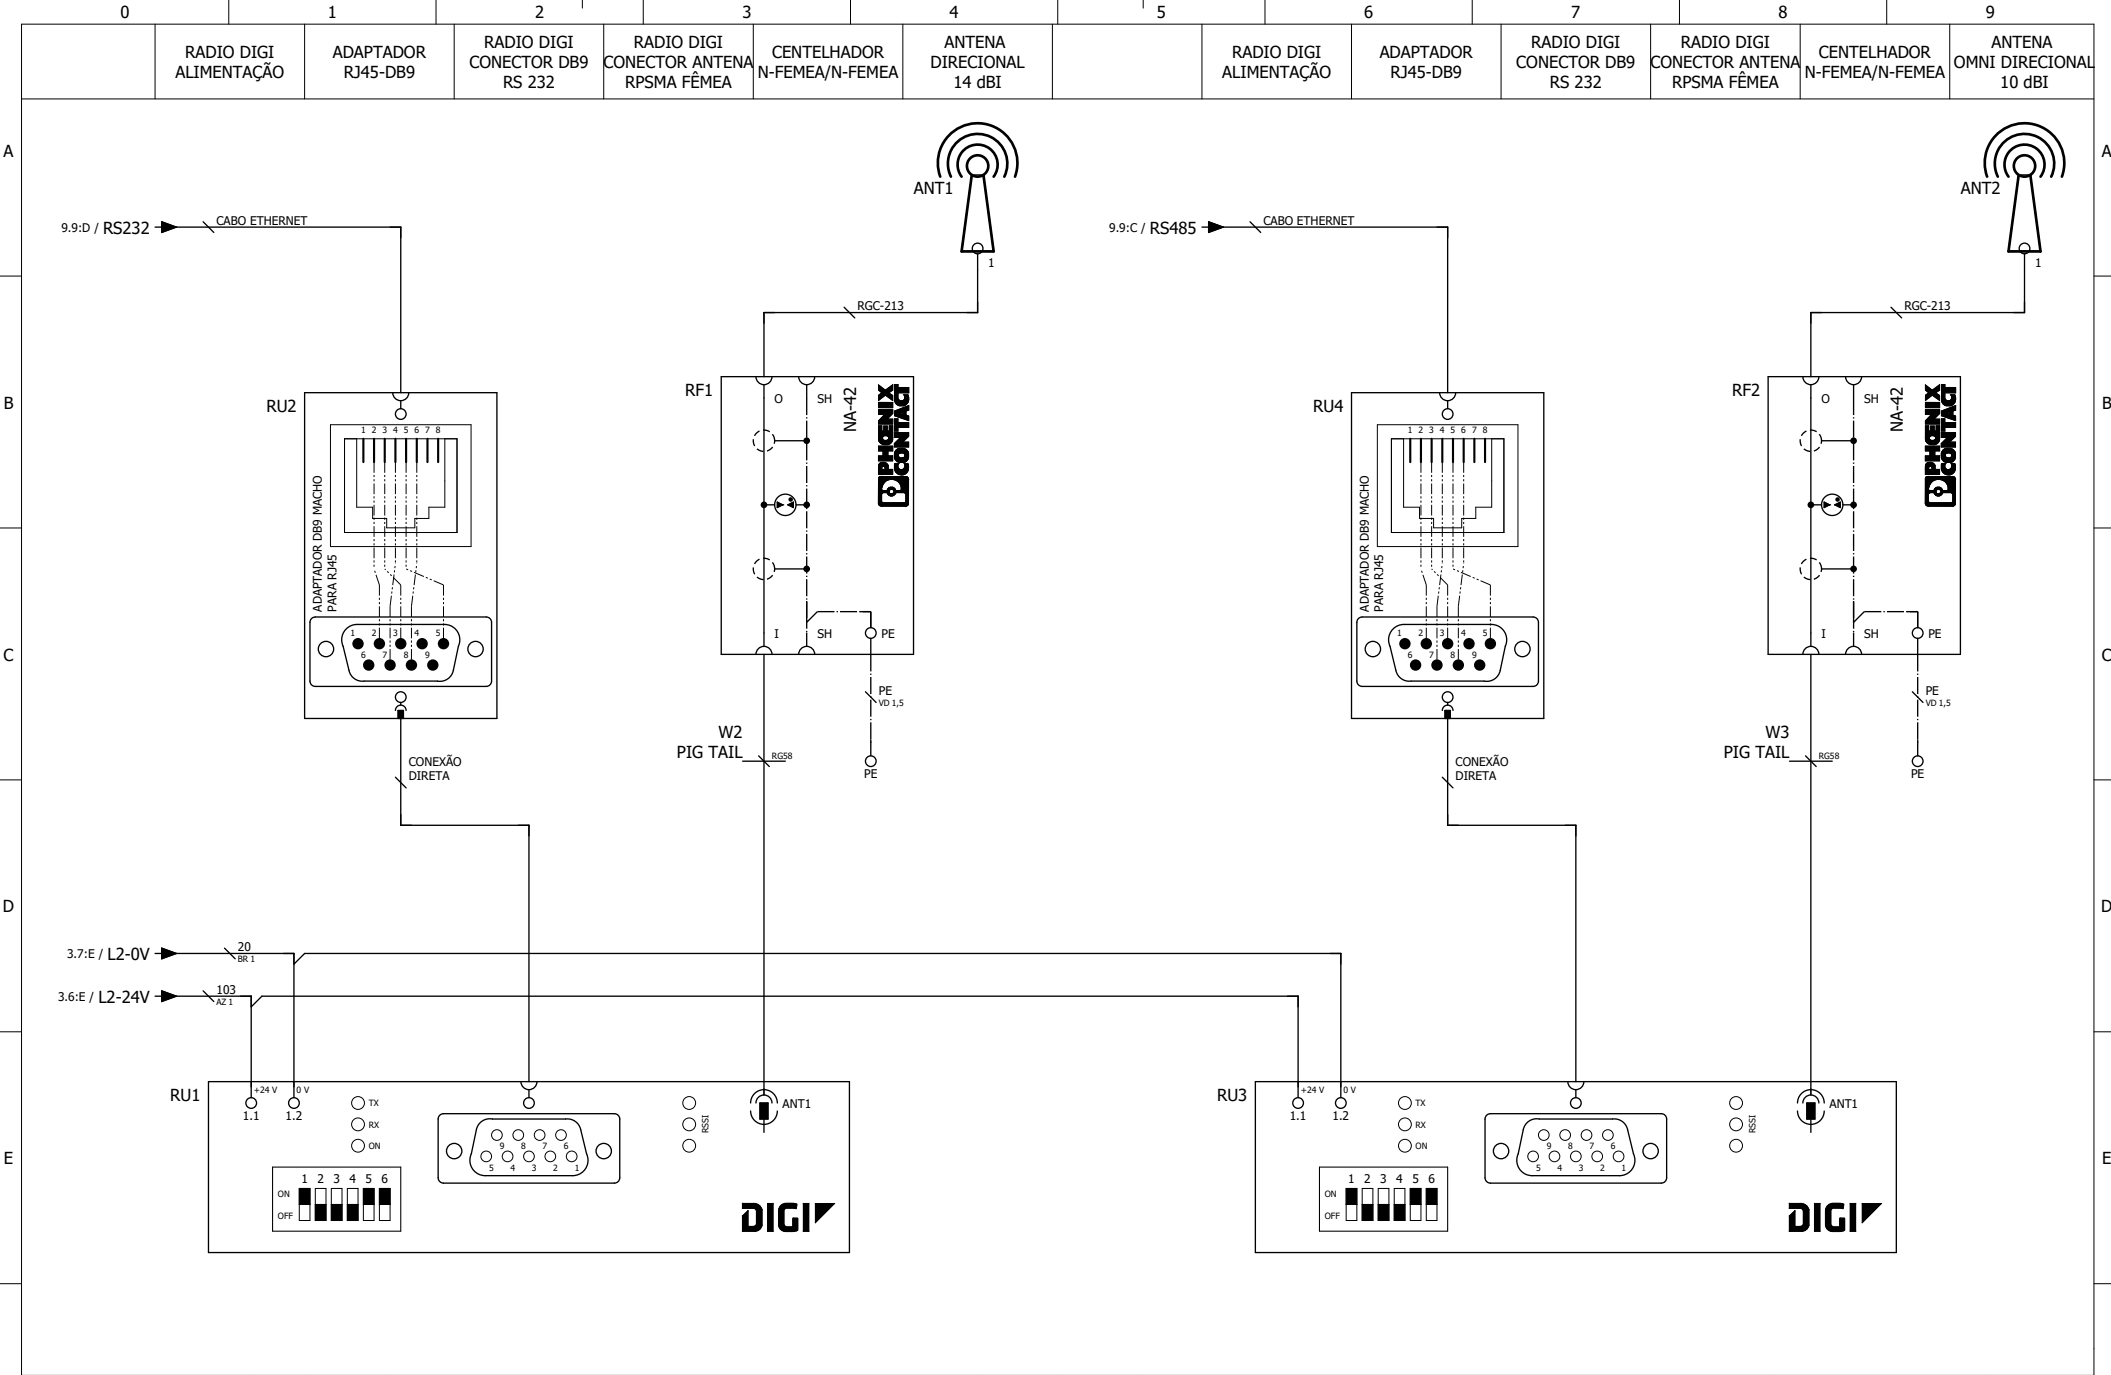 0 1 2 3 4 5 6 7 8 9
RADIO DIGI
ALIMENTAÇÃO
ADAPTADOR
RJ45-DB9
RADIO DIGI
CONECTOR DB9
RS 232
RADIO DIGI
CONECTOR ANTENA
RPSMA FÊMEA
CENTELHADOR
N-FEMEA/N-FEMEA
ANTENA
DIRECIONAL
14 dBI
RADIO DIGI
ALIMENTAÇÃO
ADAPTADOR
RJ45-DB9
RADIO DIGI
CONECTOR DB9
RS 232
RADIO DIGI
CONECTOR ANTENA
RPSMA FÊMEA
CENTELHADOR
N-FEMEA/N-FEMEA
ANTENA
OMNI DIRECIONAL
10 dBI
A
A
ANT1
1
ANT2
1
9.9:D / RS232
CABO ETHERNET
9.9:C / RS485
CABO ETHERNET
RGC-213
RGC-213
B
B
RU2
1 2 3 4 5 6 7 8
ADAPTADOR DB9 MACHO
PARA RJ45
1 2 3 4 5
6 7 8 9
RF1
O SH
NA-42
PHŒNIX
CONTACT
I SH PE
PE
VD 1,5
PE
RU4
1 2 3 4 5 6 7 8
ADAPTADOR DB9 MACHO
PARA RJ45
1 2 3 4 5
6 7 8 9
RF2
O SH
NA-42
PHŒNIX
CONTACT
I SH PE
PE
VD 1,5
PE
C
C
W2
PIG TAIL
RG58
CONEXÃO
DIRETA
W3
PIG TAIL
RG58
CONEXÃO
DIRETA
D
D
3.7:E / L2-0V
20
BR 1
3.6:E / L2-24V
103
AZ 1
E
E
RU1
+24 V
0 V
1.1
1.2
TX
RX
ON
9 8 7 6
5 4 3 2 1
RSSI
ANT1
1 2 3 4 5 6
ON
OFF
DIGI
RU3
+24 V
0 V
1.1
1.2
TX
RX
ON
9 8 7 6
5 4 3 2 1
RSSI
ANT1
1 2 3 4 5 6
ON
OFF
DIGI